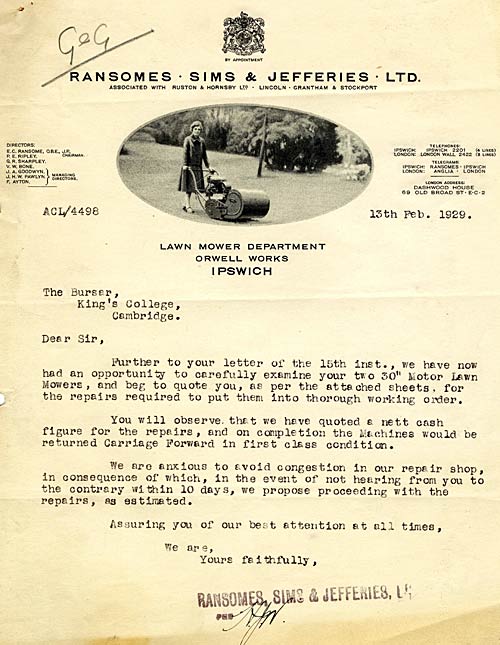 G & G
BY APPOINTMENT
RANSOMES · SIMS & JEFFERIES · LTD.
ASSOCIATED WITH RUSTON & HORNSBY LTD · LINCOLN · GRANTHAM & STOCKPORT
DIRECTORS:
E.C. RANSOME, O.B.E., J.P. CHAIRMAN.
P. E. RIPLEY,
G.R. SHARPLEY,
V.W. BONE,
J.A. GOODWYN,
J.H.W. PAWLYN, MANAGING DIRECTORS.
F. AYTON.
TELEPHONES:
IPSWICH: IPSWICH 2201
LONDON: LONDON WALL 2422
TELEGRAMS:
IPSWICH: RANSOMES·IPSWICH
LONDON: ANGLIA · LONDON
LONDON ADDRESS:
DASHWOOD HOUSE
69 OLD BROAD ST·E·C·2
ACL/4498
13th Feb. 1929.
LAWN MOWER DEPARTMENT
ORWELL WORKS
IPSWICH
The Bursar,
King's College,
Cambridge.
Dear Sir,
Further to your letter of the 15th inst., we have now
had an opportunity to carefully examine your two 30" Motor Lawn
Mowers, and beg to quote you, as per the attached sheets. for
the repairs required to put them into thorough working order.
You will observe that we have quoted a nett cash
figure for the repairs, and on completion the Machines would be
returned Carriage Forward in first class condition.
We are anxious to avoid congestion in our repair shop,
in consequence of which, in the event of not hearing from you to
the contrary within 10 days, we propose proceeding with the
repairs, as estimated.
Assuring you of our best attention at all times,
We are,
Yours faithfully,
RANSOMES, SIMS & JEFFERIES, L
PRO